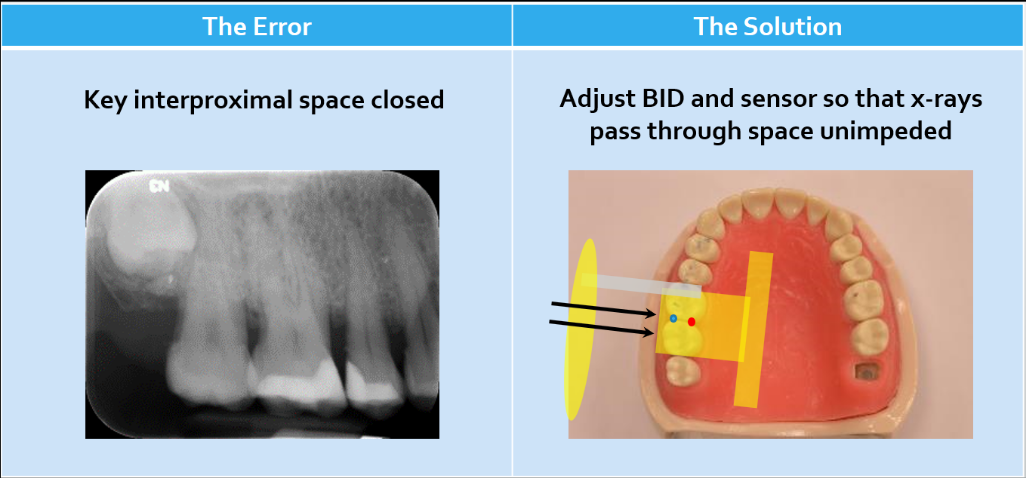 The Error
The Solution
Key interproximal space closed
Adjust BID and sensor so that x-rays
pass through space unimpeded